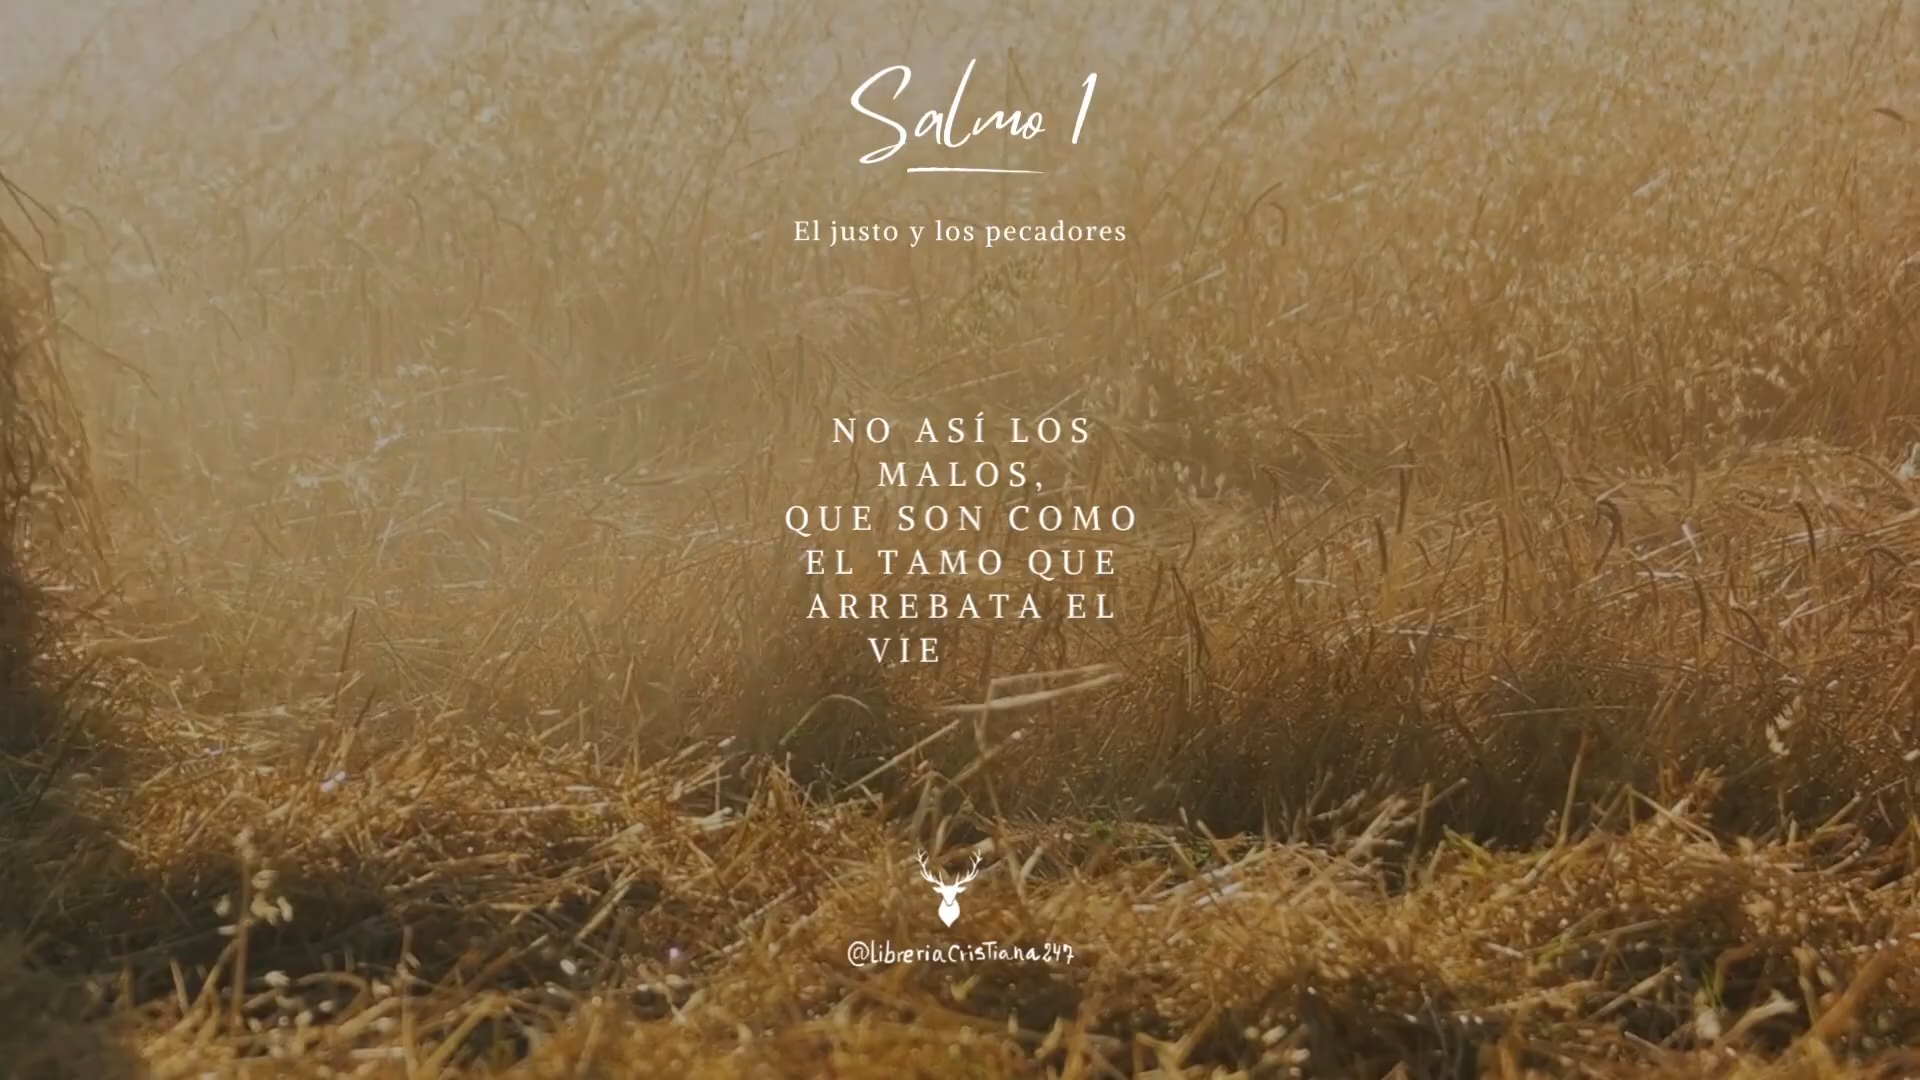 Salmo 1
El justo y los pecadores
NO ASÍ LOS
MALOS,
QUE SON COMO
EL TAMO QUE
ARREBATA EL
VIE
@libreriacristiana247